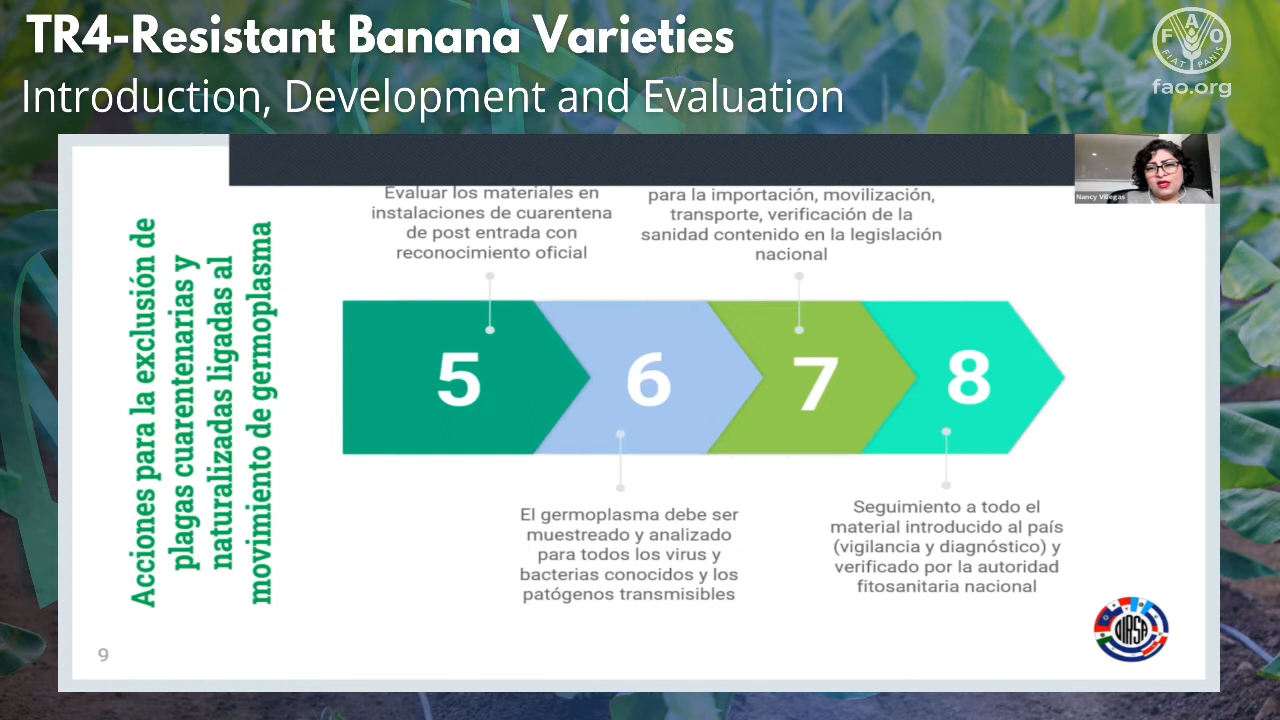 TR4-Resistant Banana Varieties
Introduction, Development and Evaluation
F A O
FIAT PANIS
fao.org
Nancy Villegas
Acciones para la exclusión de
plagas cuarentenarias y
naturalizadas ligadas al
movimiento de germoplasma
Evaluar los materiales en
instalaciones de cuarentena
de post entrada con
reconocimiento oficial
para la importación, movilización,
transporte, verificación de la
sanidad contenido en la legislación
nacional
5
6
7
8
El germoplasma debe ser
muestreado y analizado
para todos los virus y
bacterias conocidos y los
patógenos transmisibles
Seguimiento a todo el
material introducido al país
(vigilancia y diagnóstico) y
verificado por la autoridad
fitosanitaria nacional
OIRSA
9